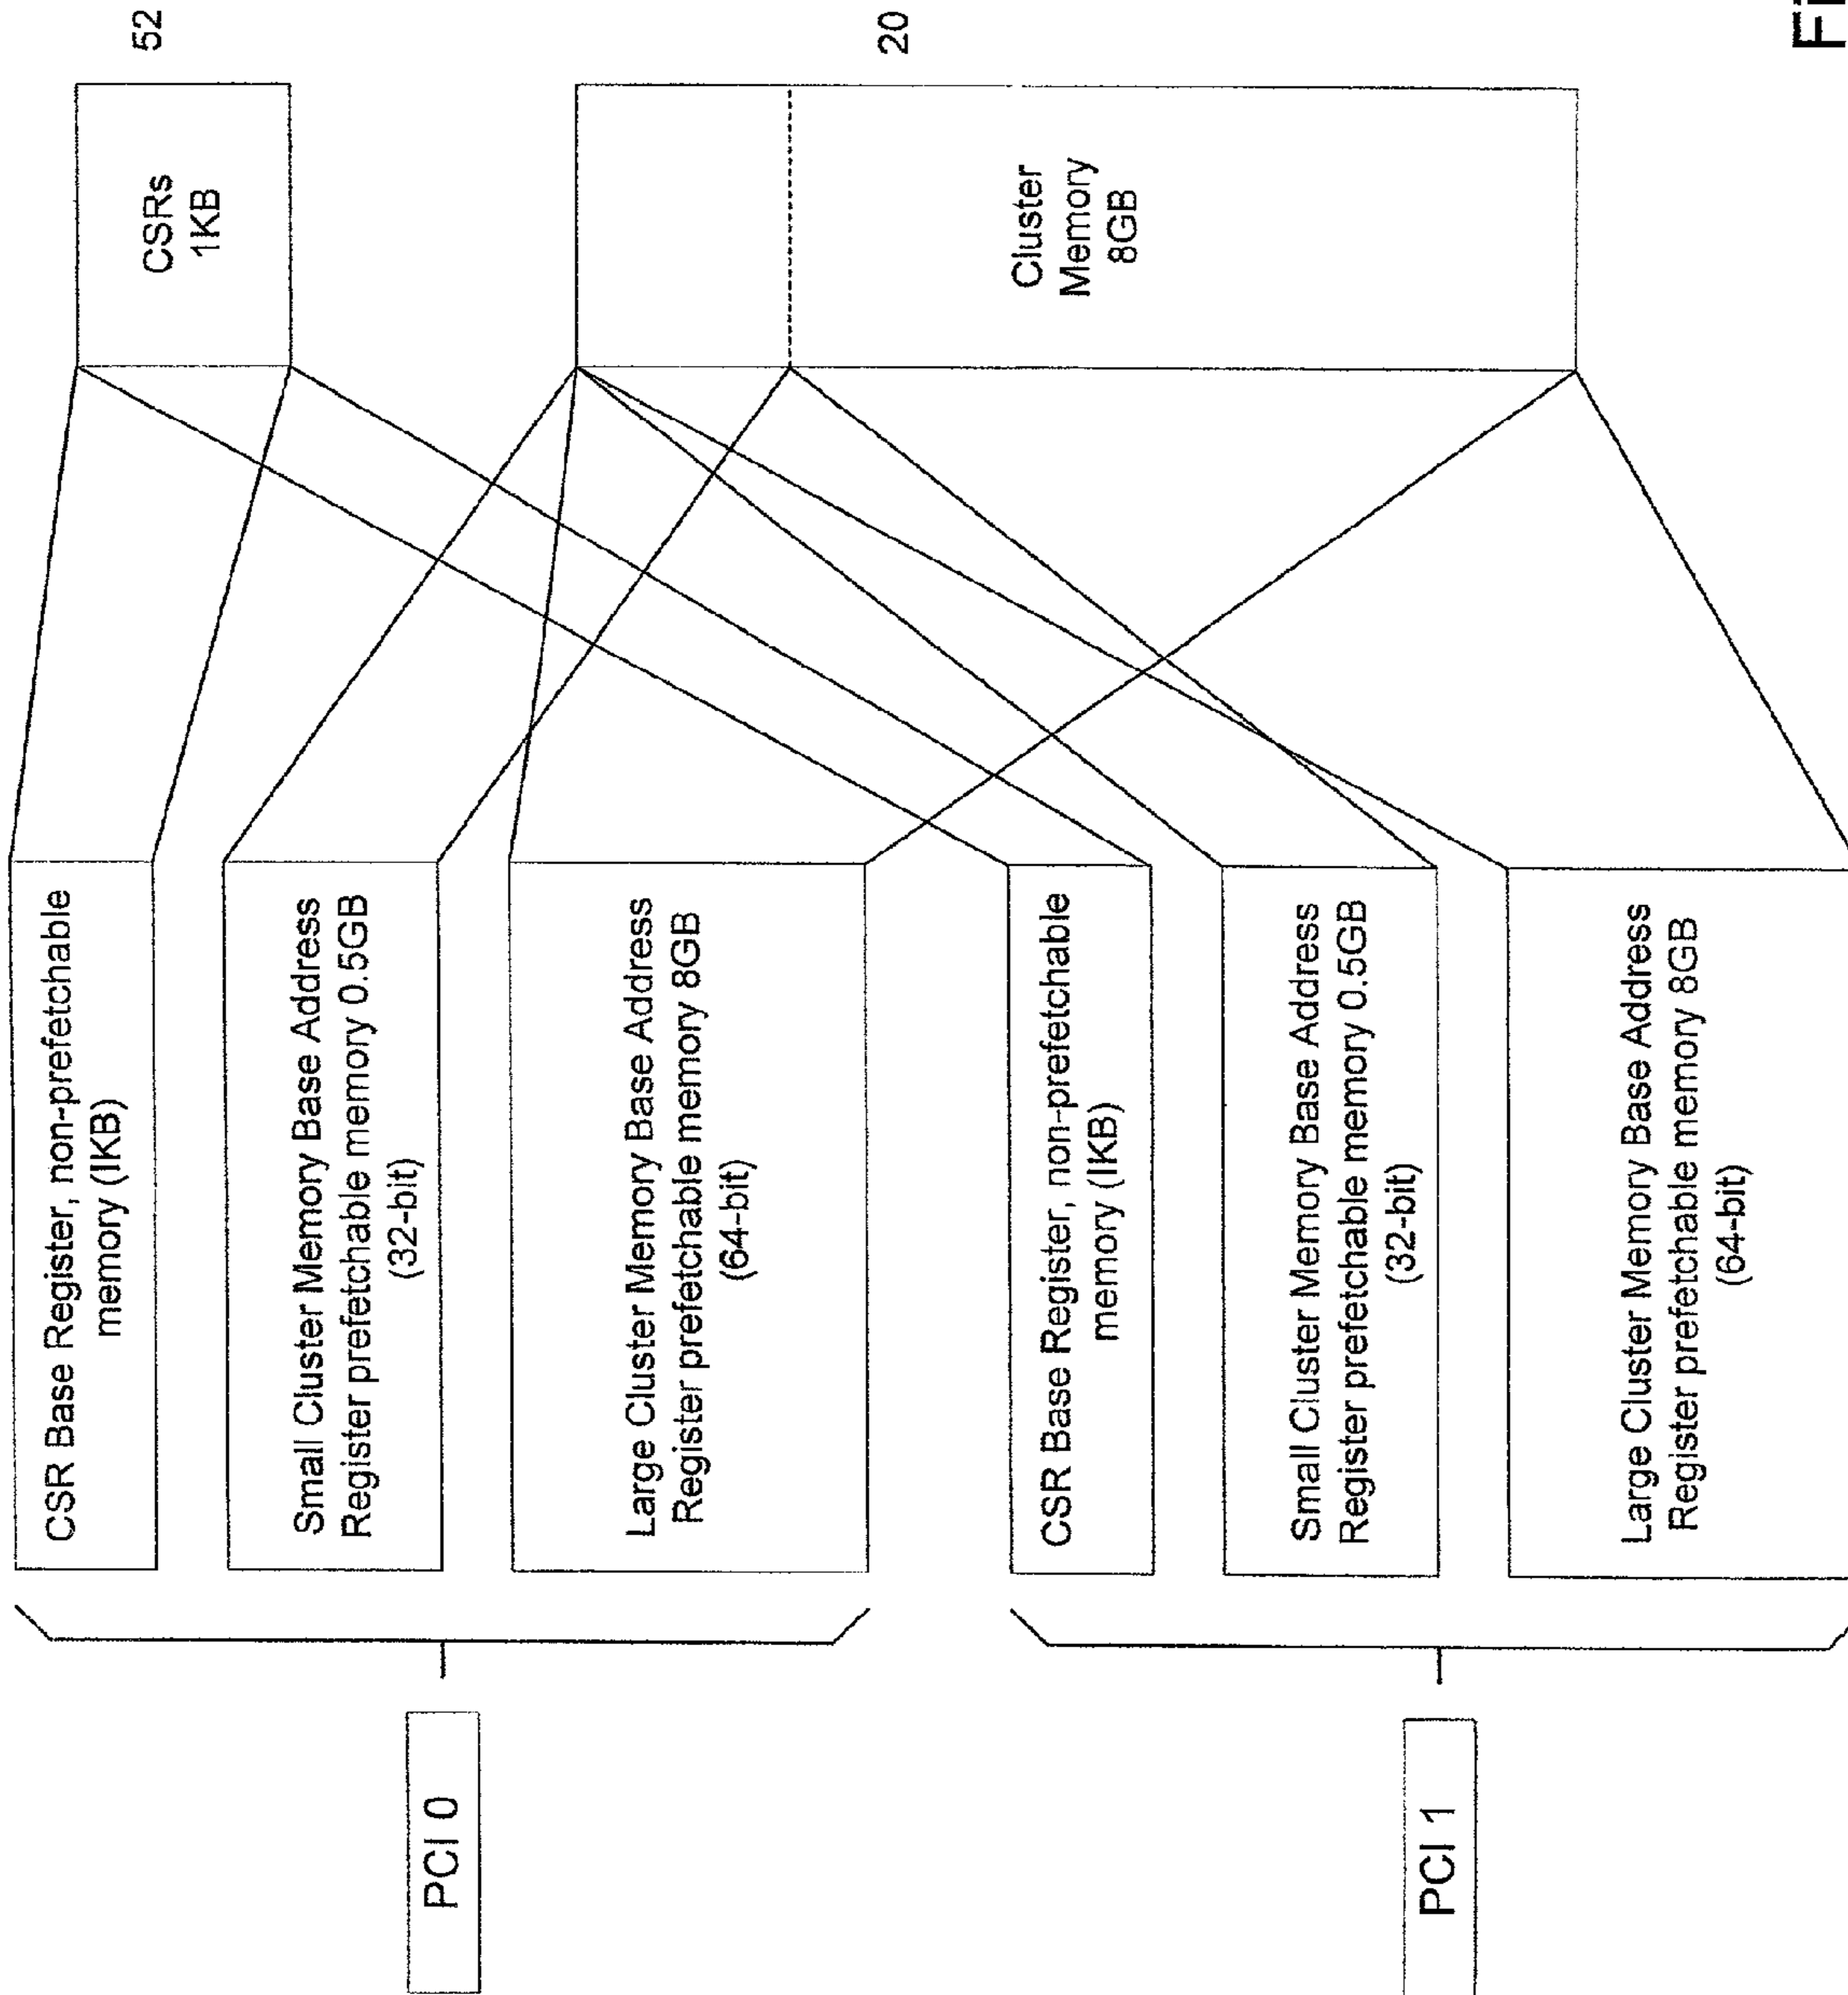 PCI 0
CSR Base Register, non-prefetchable
memory (IKB)
Small Cluster Memory Base Address
Register prefetchable memory 0.5GB
(32-bit)
Large Cluster Memory Base Address
Register prefetchable memory 8GB
(64-bit)
PCI 1
CSR Base Register, non-prefetchable
memory (IKB)
Small Cluster Memory Base Address
Register prefetchable memory 0.5GB
(32-bit)
Large Cluster Memory Base Address
Register prefetchable memory 8GB
(64-bit)
CSRs
1KB
52
Cluster
Memory
8GB
20